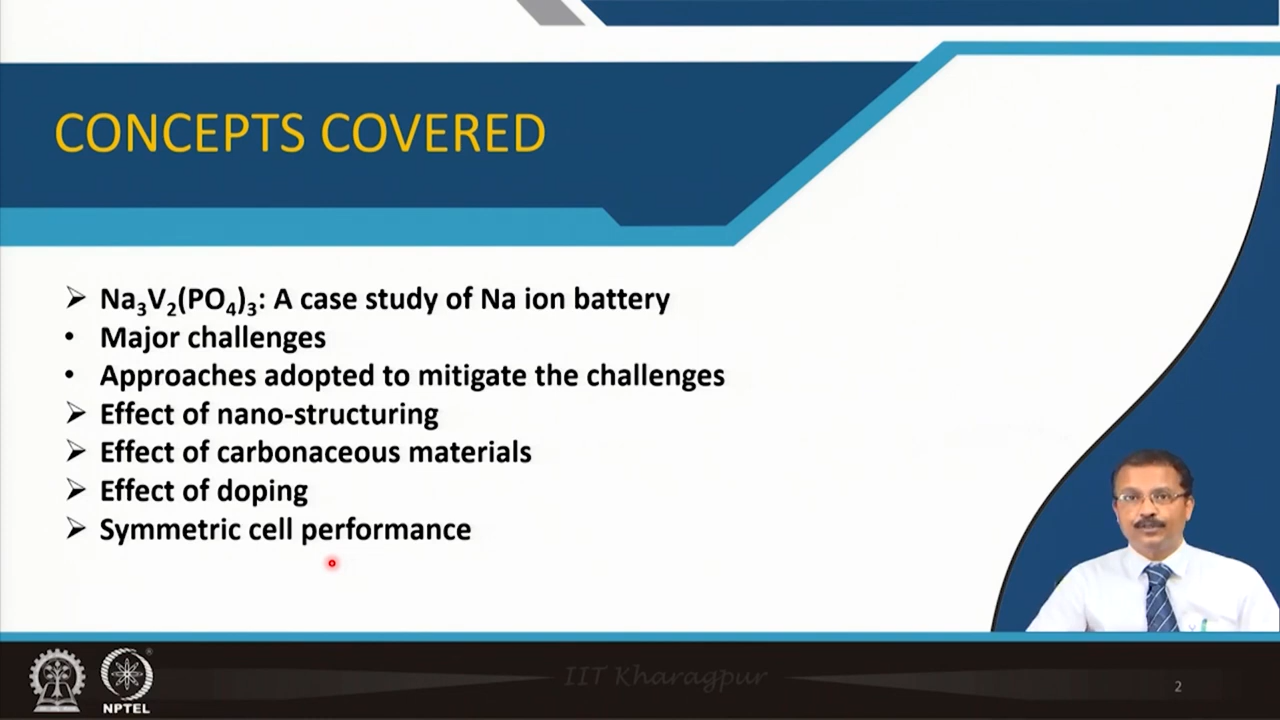 CONCEPTS COVERED
➢ Na₃V₂(PO₄)₃: A case study of Na ion battery
• Major challenges
• Approaches adopted to mitigate the challenges
➢ Effect of nano-structuring
➢ Effect of carbonaceous materials
➢ Effect of doping
➢ Symmetric cell performance
IIT Kharagpur
NPTEL
2